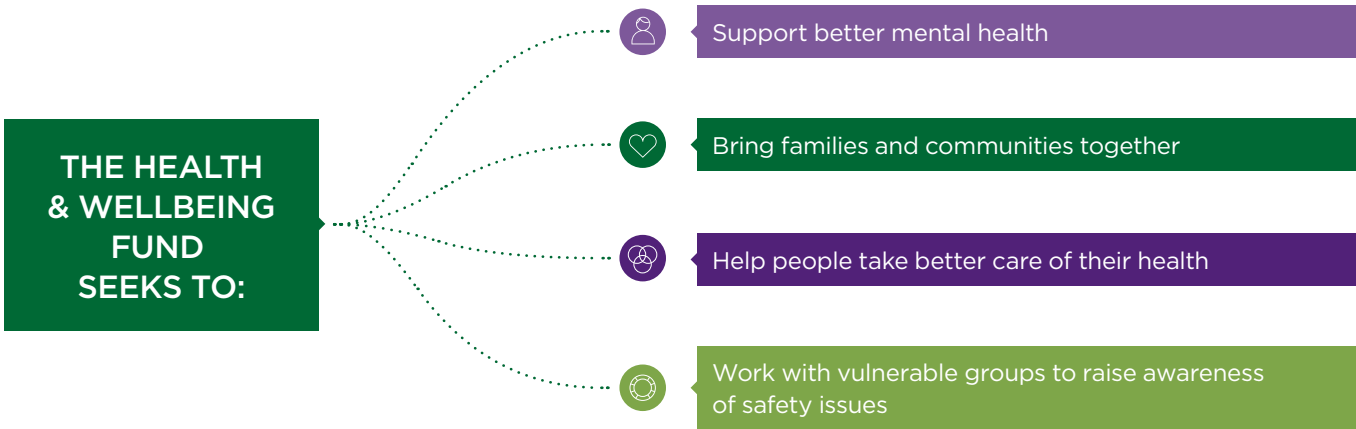 THE HEALTH
& WELLBEING
FUND
SEEKS TO:
Support better mental health
Bring families and communities together
Help people take better care of their health
Work with vulnerable groups to raise awareness
of safety issues